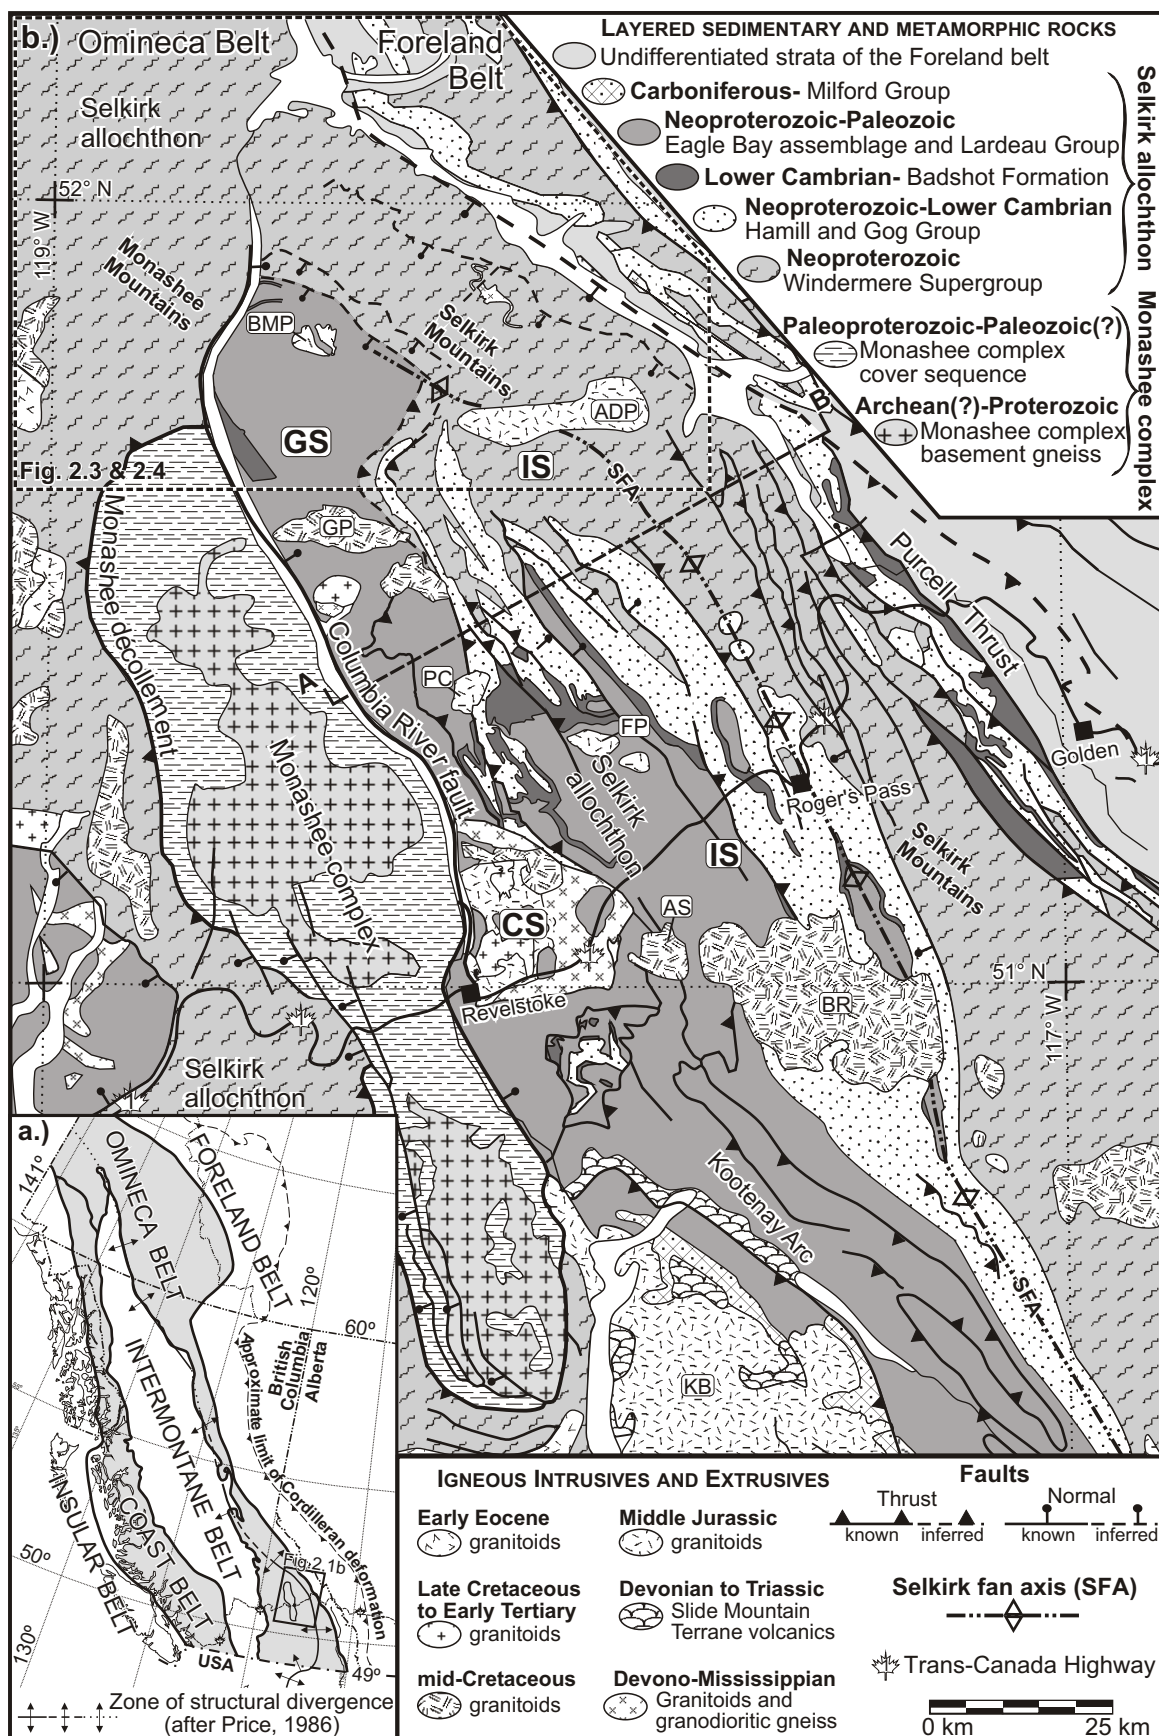 b.)
Omineca Belt
Foreland
Belt
Selkirk
allochthon
52° N
119° W
Monashee
Mountains
BMP
Selkirk
Mountains
ADP
GS
IS
Fig. 2.3 & 2.4
SFA
B
GP
Monashee décollement
Columbia River fault
A
PC
FP
Monashee complex
Selkirk
allochthon
Purcell Thrust
Golden
Roger's Pass
IS
Selkirk
Mountains
CS
AS
BR
51° N
117° W
Revelstoke
Selkirk
allochthon
Kootenay Arc
SFA
KB
LAYERED SEDIMENTARY AND METAMORPHIC ROCKS
Undifferentiated strata of the Foreland belt
Carboniferous- Milford Group
Neoproterozoic-Paleozoic
Eagle Bay assemblage and Lardeau Group
Lower Cambrian- Badshot Formation
Neoproterozoic-Lower Cambrian
Hamill and Gog Group
Neoproterozoic
Windermere Supergroup
Selkirk allochthon
Paleoproterozoic-Paleozoic(?)
Monashee complex
cover sequence
Archean(?)-Proterozoic
Monashee complex
basement gneiss
Monashee complex
a.)
141°
OMINECA BELT
FORELAND BELT
120°
60°
INTERMONTANE BELT
British
Columbia
Alberta
Approximate limit of Cordilleran deformation
INSULAR BELT
COAST BELT
50°
130°
Fig.2.1b
USA
49°
Zone of structural divergence
(after Price, 1986)
IGNEOUS INTRUSIVES AND EXTRUSIVES
Early Eocene
granitoids
Late Cretaceous
to Early Tertiary
granitoids
mid-Cretaceous
granitoids
Middle Jurassic
granitoids
Devonian to Triassic
Slide Mountain
Terrane volcanics
Devono-Mississippian
Granitoids and
granodioritic gneiss
Faults
Thrust
known inferred
Normal
known inferred
Selkirk fan axis (SFA)
Trans-Canada Highway
0 km 25 km